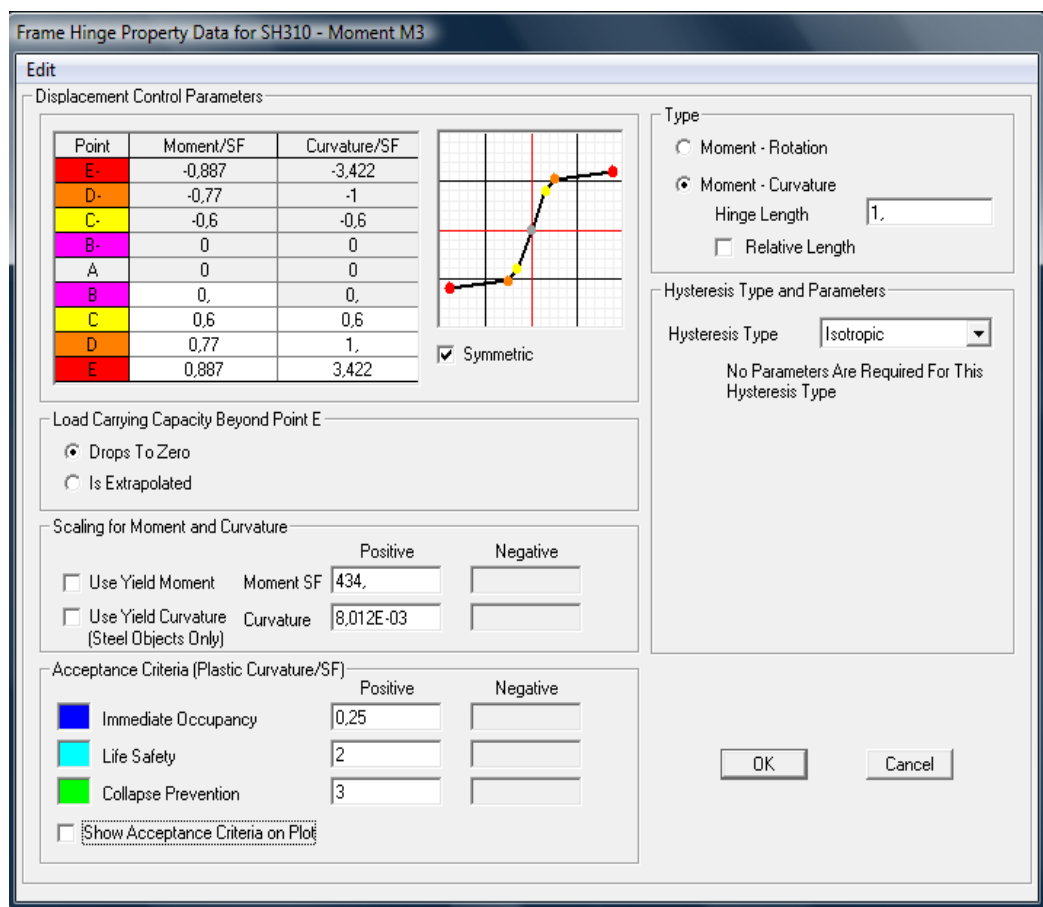 Frame Hinge Property Data for SH310 - Moment M3
Edit
Displacement Control Parameters
Point Moment/SF Curvature/SF
E- -0,887 -3,422
D- -0,77 -1
C- -0,6 -0,6
B- 0 0
A 0 0
B 0, 0,
C 0,6 0,6
D 0,77 1,
E 0,887 3,422
Symmetric
Load Carrying Capacity Beyond Point E
Drops To Zero
Is Extrapolated
Scaling for Moment and Curvature
Positive Negative
Use Yield Moment Moment SF 434,
Use Yield Curvature Curvature 8,012E-03
(Steel Objects Only)
Acceptance Criteria (Plastic Curvature/SF)
Positive Negative
Immediate Occupancy 0,25
Life Safety 2
Collapse Prevention 3
Show Acceptance Criteria on Plot
Type
Moment - Rotation
Moment - Curvature
Hinge Length 1,
Relative Length
Hysteresis Type and Parameters
Hysteresis Type Isotropic
No Parameters Are Required For This
Hysteresis Type
OK Cancel